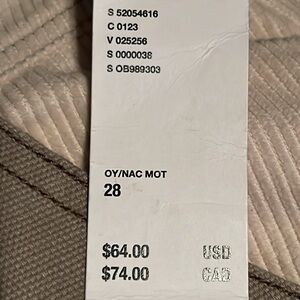 S 52054616
C 0123
V 025256
S 0000038
S OB989303
OY/NAC MOT
28
$64.00 USD
$74.00 CAD